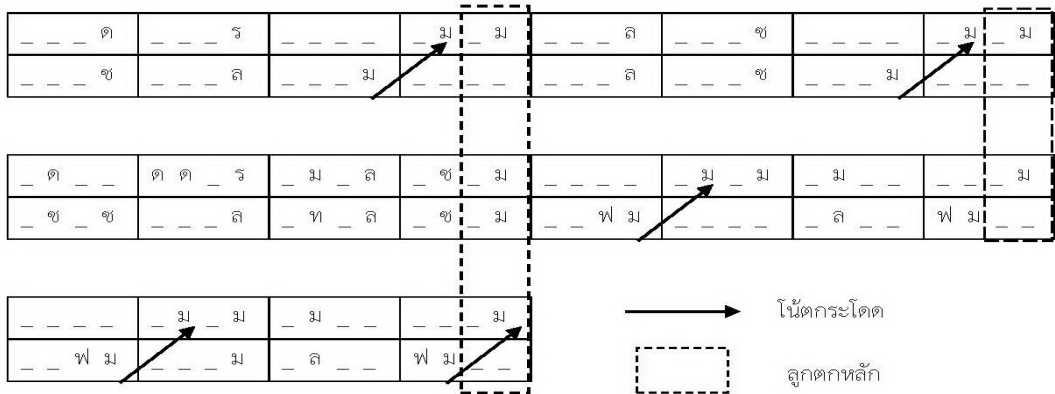 _ _ _ ด _ _ _ ร _ _ _ _ _ ม _ ม _ _ _ ล _ _ _ ซ _ _ _ _ _ ม _ ม
_ _ _ ซ _ _ _ ล _ _ _ ม _ _ _ _ _ _ _ ล _ _ _ ซ _ _ _ ม _ _ _ _
_ ด _ _ ด ด _ ร _ ม _ ล _ ซ _ ม _ _ _ _ _ ม _ ม _ ม _ _ _ _ _ ม
_ ซ _ ซ _ _ _ ล _ ท _ ล _ ซ _ ม _ _ ฟ ม _ _ _ _ _ ล _ _ ฟ ม _ _
_ _ _ _ _ ม _ ม _ ม _ _ _ _ _ ม
_ _ ฟ ม _ _ _ ม _ ล _ _ ฟ ม _ _
โน้ตกระโดด
ลูกตกหลัก